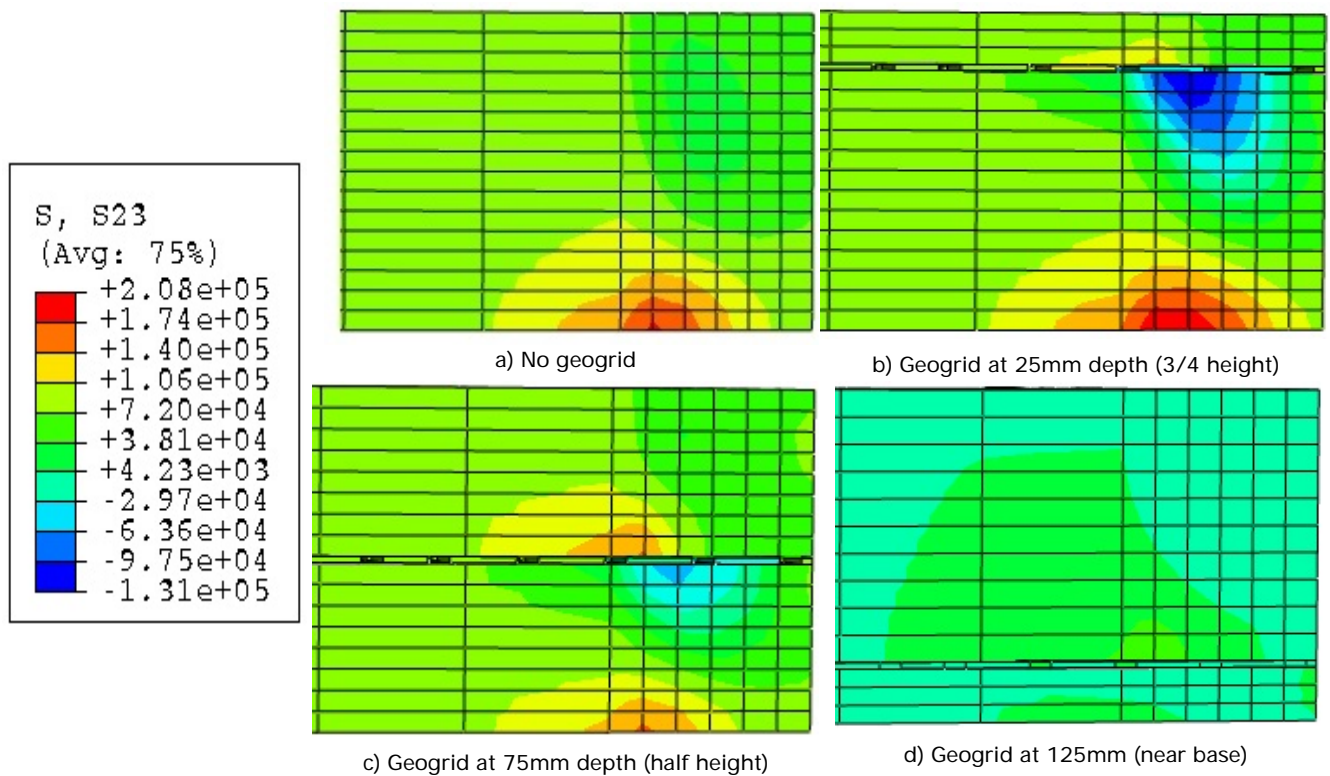 S, S23
(Avg: 75%)
+2.08e+05
+1.74e+05
+1.40e+05
+1.06e+05
+7.20e+04
+3.81e+04
+4.23e+03
-2.97e+04
-6.36e+04
-9.75e+04
-1.31e+05
a) No geogrid
b) Geogrid at 25mm depth (3/4 height)
c) Geogrid at 75mm depth (half height)
d) Geogrid at 125mm (near base)